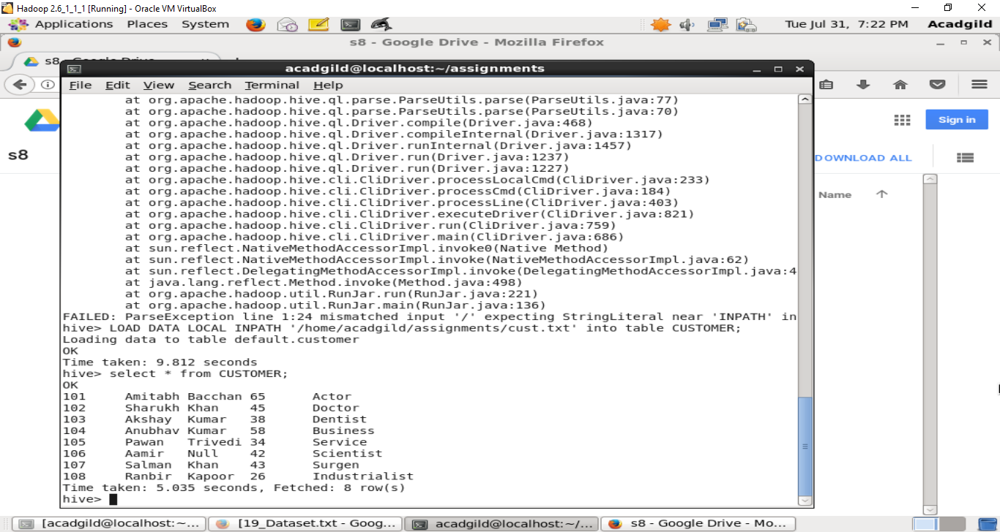 Hadoop 2.6_1_1_1 [Running] - Oracle VM VirtualBox
Applications Places System Tue Jul 31, 7:22 PM Acadgild
s8 - Google Drive - Mozilla Firefox
s8
acadgild@localhost:~/assignments
File Edit View Search Terminal Help
at org.apache.hadoop.hive.ql.parse.ParseUtils.parse(ParseUtils.java:77)
at org.apache.hadoop.hive.ql.parse.ParseUtils.parse(ParseUtils.java:70)
at org.apache.hadoop.hive.ql.Driver.compile(Driver.java:468)
at org.apache.hadoop.hive.ql.Driver.compileInternal(Driver.java:1317)
at org.apache.hadoop.hive.ql.Driver.runInternal(Driver.java:1457)
at org.apache.hadoop.hive.ql.Driver.run(Driver.java:1237)
at org.apache.hadoop.hive.ql.Driver.run(Driver.java:1227)
at org.apache.hadoop.hive.cli.CliDriver.processLocalCmd(CliDriver.java:233)
at org.apache.hadoop.hive.cli.CliDriver.processCmd(CliDriver.java:184)
at org.apache.hadoop.hive.cli.CliDriver.processLine(CliDriver.java:403)
at org.apache.hadoop.hive.cli.CliDriver.executeDriver(CliDriver.java:821)
at org.apache.hadoop.hive.cli.CliDriver.run(CliDriver.java:759)
at org.apache.hadoop.hive.cli.CliDriver.main(CliDriver.java:686)
at sun.reflect.NativeMethodAccessorImpl.invoke0(Native Method)
at sun.reflect.NativeMethodAccessorImpl.invoke(NativeMethodAccessorImpl.java:62)
at sun.reflect.DelegatingMethodAccessorImpl.invoke(DelegatingMethodAccessorImpl.java:4
at java.lang.reflect.Method.invoke(Method.java:498)
at org.apache.hadoop.util.RunJar.run(RunJar.java:221)
at org.apache.hadoop.util.RunJar.main(RunJar.java:136)
FAILED: ParseException line 1:24 mismatched input '/' expecting StringLiteral near 'INPATH' in
hive> LOAD DATA LOCAL INPATH '/home/acadgild/assignments/cust.txt' into table CUSTOMER;
Loading data to table default.customer
OK
Time taken: 9.812 seconds
hive> select * from CUSTOMER;
OK
101 Amitabh Bacchan 65 Actor
102 Sharukh Khan 45 Doctor
103 Akshay Kumar 38 Dentist
104 Anubhav Kumar 58 Business
105 Pawan Trivedi 34 Service
106 Aamir Null 42 Scientist
107 Salman Khan 43 Surgen
108 Ranbir Kapoor 26 Industrialist
Time taken: 5.035 seconds, Fetched: 8 row(s)
hive>
s8
Sign in
DOWNLOAD ALL
Name
[acadgild@localhost:~... [19_Dataset.txt - Goog... acadgild@localhost:~/... s8 - Google Drive - Mo...